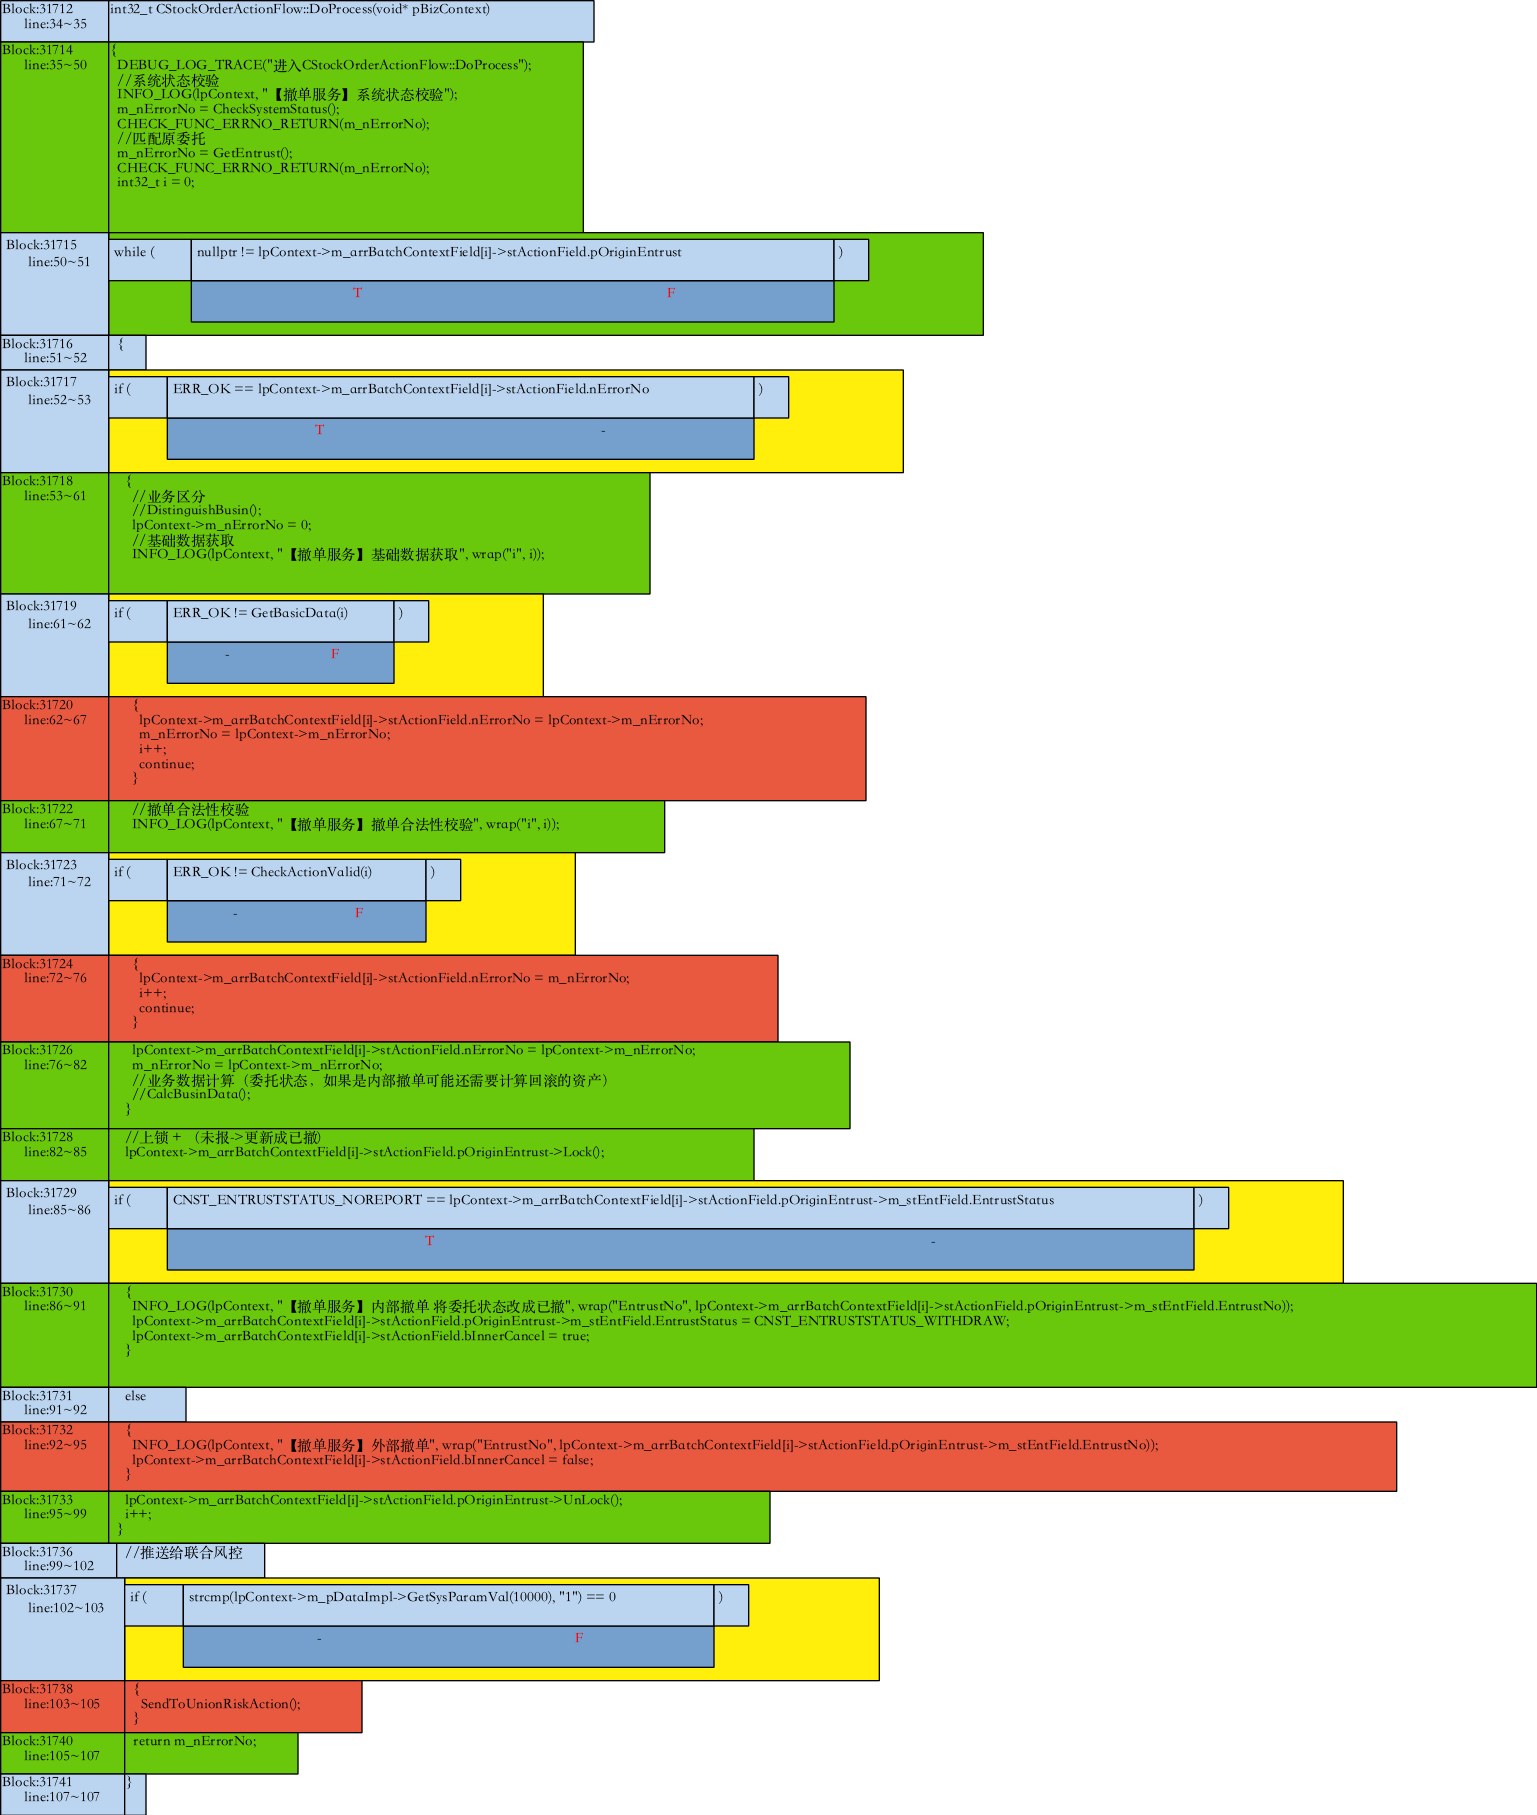 Block:31712 int32_t CStockOrderActionFlow::DoProcess(void* pBizContext)
line:34~35
Block:31714 {
line:35~50 DEBUG_LOG_TRACE("进入CStockOrderActionFlow::DoProcess");
//系统状态校验
INFO_LOG(lpContext, "【撤单服务】系统状态校验");
m_nErrorNo = CheckSystemStatus();
CHECK_FUNC_ERRNO_RETURN(m_nErrorNo);
//匹配原委托
m_nErrorNo = GetEntrust();
CHECK_FUNC_ERRNO_RETURN(m_nErrorNo);
int32_t i = 0;
Block:31715 while ( nullptr != lpContext->m_arrBatchContextField[i]->stActionField.pOriginEntrust )
line:50~51
T F
Block:31716 {
line:51~52
Block:31717 if ( ERR_OK == lpContext->m_arrBatchContextField[i]->stActionField.nErrorNo )
line:52~53
T -
Block:31718 {
line:53~61 //业务区分
//DistinguishBusin();
lpContext->m_nErrorNo = 0;
//基础数据获取
INFO_LOG(lpContext, "【撤单服务】基础数据获取", wrap("i", i));
Block:31719 if ( ERR_OK != GetBasicData(i) )
line:61~62
- F
Block:31720 {
line:62~67 lpContext->m_arrBatchContextField[i]->stActionField.nErrorNo = lpContext->m_nErrorNo;
m_nErrorNo = lpContext->m_nErrorNo;
i++;
continue;
}
Block:31722 //撤单合法性校验
line:67~71 INFO_LOG(lpContext, "【撤单服务】撤单合法性校验", wrap("i", i));
Block:31723 if ( ERR_OK != CheckActionValid(i) )
line:71~72
- F
Block:31724 {
line:72~76 lpContext->m_arrBatchContextField[i]->stActionField.nErrorNo = m_nErrorNo;
i++;
continue;
}
Block:31726 lpContext->m_arrBatchContextField[i]->stActionField.nErrorNo = lpContext->m_nErrorNo;
line:76~82 m_nErrorNo = lpContext->m_nErrorNo;
//业务数据计算（委托状态，如果是内部撤单可能还需要计算回滚的资产）
//CalcBusinData();
}
Block:31728 //上锁 + （未报->更新成已撤）
line:82~85 lpContext->m_arrBatchContextField[i]->stActionField.pOriginEntrust->Lock();
Block:31729 if ( CNST_ENTRUSTSTATUS_NOREPORT == lpContext->m_arrBatchContextField[i]->stActionField.pOriginEntrust->m_stEntField.EntrustStatus )
line:85~86
T -
Block:31730 {
line:86~91 INFO_LOG(lpContext, "【撤单服务】内部撤单 将委托状态改成已撤", wrap("EntrustNo", lpContext->m_arrBatchContextField[i]->stActionField.pOriginEntrust->m_stEntField.EntrustNo));
lpContext->m_arrBatchContextField[i]->stActionField.pOriginEntrust->m_stEntField.EntrustStatus = CNST_ENTRUSTSTATUS_WITHDRAW;
lpContext->m_arrBatchContextField[i]->stActionField.bInnerCancel = true;
}
Block:31731 else
line:91~92
Block:31732 {
line:92~95 INFO_LOG(lpContext, "【撤单服务】外部撤单", wrap("EntrustNo", lpContext->m_arrBatchContextField[i]->stActionField.pOriginEntrust->m_stEntField.EntrustNo));
lpContext->m_arrBatchContextField[i]->stActionField.bInnerCancel = false;
}
Block:31733 lpContext->m_arrBatchContextField[i]->stActionField.pOriginEntrust->UnLock();
line:95~99 i++;
}
Block:31736 //推送给联合风控
line:99~102
Block:31737 if ( strcmp(lpContext->m_pDataImpl->GetSysParamVal(10000), "1") == 0 )
line:102~103
- F
Block:31738 {
line:103~105 SendToUnionRiskAction();
}
Block:31740 return m_nErrorNo;
line:105~107
Block:31741 }
line:107~107